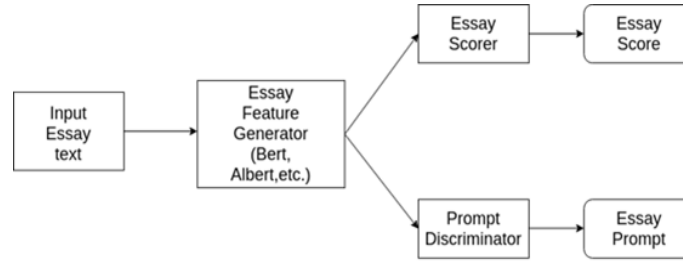 Input
Essay
text
Essay
Feature
Generator
(Bert,
Albert,etc.)
Essay
Scorer
Essay
Score
Prompt
Discriminator
Essay
Prompt